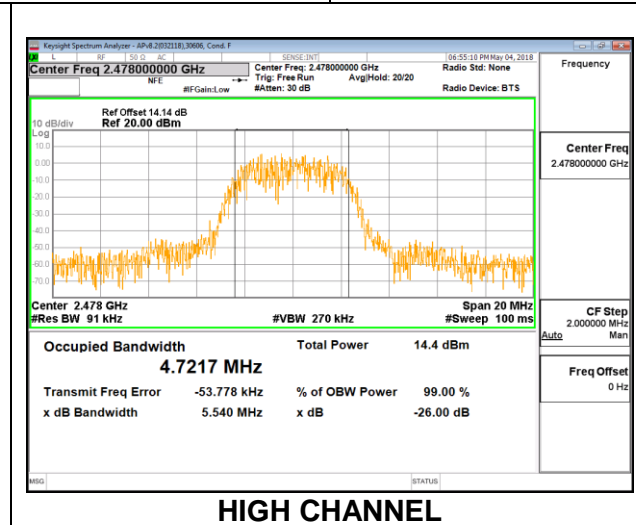 Keysight Spectrum Analyzer - APv8.2(032118),30606, Cond. F
L RF 50 Ω AC SENSE:INT 06:55:10 PM May 04, 2018
Center Freq 2.478000000 GHz Center Freq: 2.478000000 GHz Radio Std: None Frequency
NFE Trig: Free Run Avg|Hold: 20/20
#IFGain:Low #Atten: 30 dB Radio Device: BTS
Ref Offset 14.14 dB
10 dB/div Ref 20.00 dBm
Log
10.0
0.00
-10.0
-20.0
-30.0
-40.0
-50.0
-60.0
-70.0
Center Freq
2.478000000 GHz
Center 2.478 GHz Span 20 MHz
#Res BW 91 kHz #VBW 270 kHz #Sweep 100 ms
CF Step
2.000000 MHz
Auto Man
Occupied Bandwidth Total Power 14.4 dBm
4.7217 MHz
Transmit Freq Error -53.778 kHz % of OBW Power 99.00 %
x dB Bandwidth 5.540 MHz x dB -26.00 dB
Freq Offset
0 Hz
MSG STATUS
HIGH CHANNEL